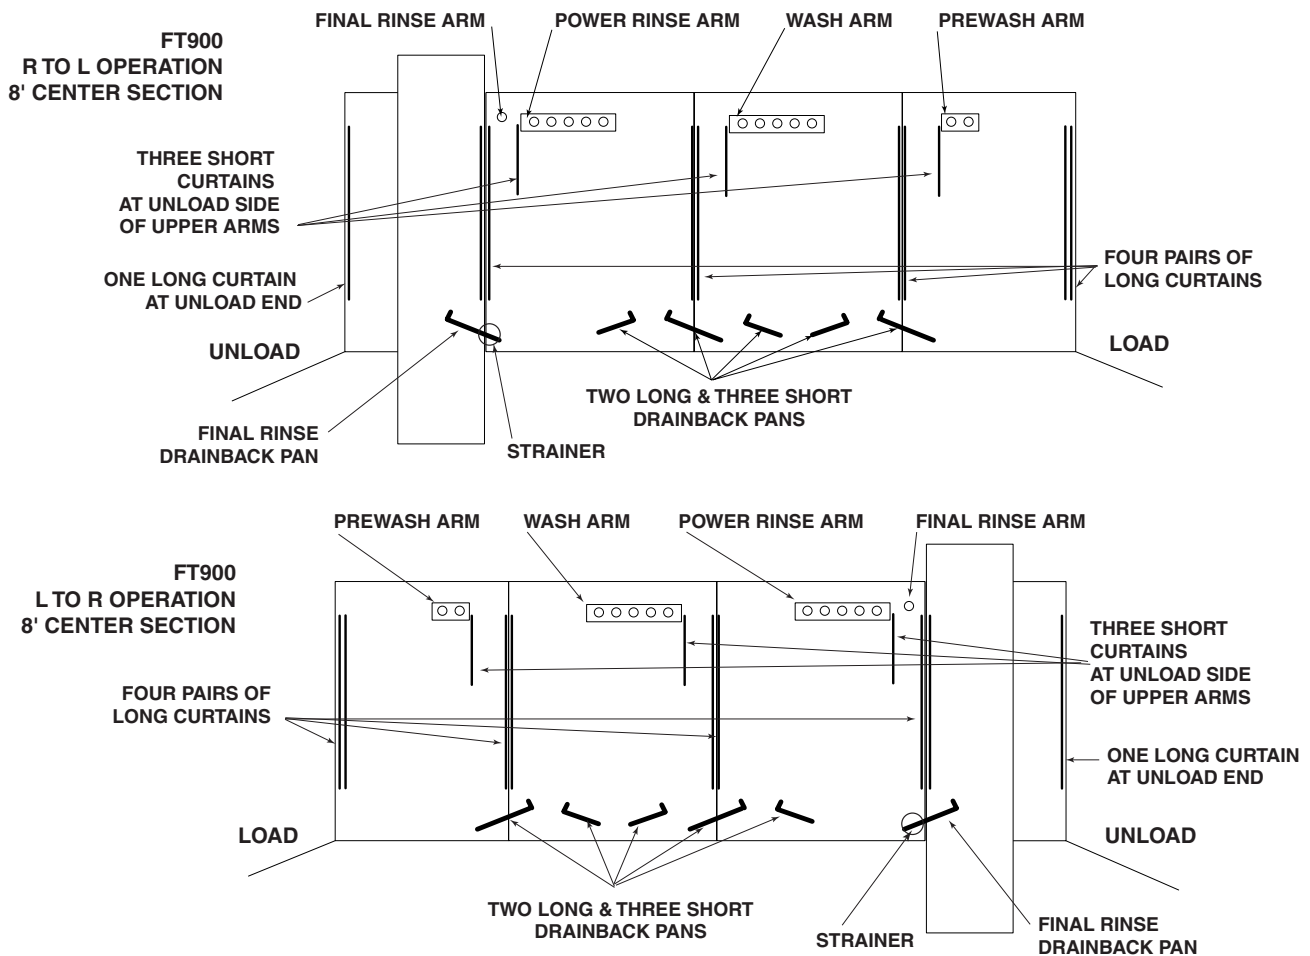 FINAL RINSE ARM
POWER RINSE ARM
WASH ARM
PREWASH ARM
FT900
R TO L OPERATION
8' CENTER SECTION
THREE SHORT
CURTAINS
AT UNLOAD SIDE
OF UPPER ARMS
ONE LONG CURTAIN
AT UNLOAD END
FOUR PAIRS OF
LONG CURTAINS
UNLOAD
LOAD
TWO LONG & THREE SHORT
DRAINBACK PANS
FINAL RINSE
DRAINBACK PAN
STRAINER
PREWASH ARM
WASH ARM
POWER RINSE ARM
FINAL RINSE ARM
FT900
L TO R OPERATION
8' CENTER SECTION
THREE SHORT
CURTAINS
AT UNLOAD SIDE
OF UPPER ARMS
FOUR PAIRS OF
LONG CURTAINS
ONE LONG CURTAIN
AT UNLOAD END
LOAD
UNLOAD
TWO LONG & THREE SHORT
DRAINBACK PANS
STRAINER
FINAL RINSE
DRAINBACK PAN